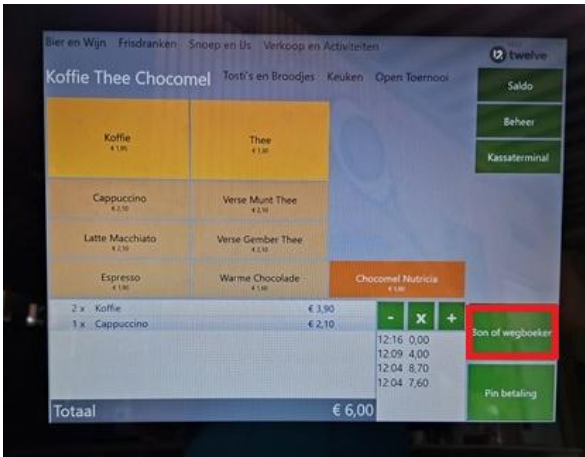 Bier en Wijn Frisdranken Snoep en IJs Verkoop en Activiteiten
twelve
Koffie Thee Chocomel Tosti's en Broodjes Keuken Open Toernooi
Saldo
Beheer
Kassaterminal
Koffie
€ 1,95
Thee
Cappuccino
€ 2,10
Verse Munt Thee
€ 2,10
Latte Macchiato
€ 2,10
Verse Gember Thee
€ 2,10
Espresso
Warme Chocolade
Chocomel Nutricia
2 x Koffie € 3,90
1 x Cappuccino € 2,10
- x +
12:16 0,00
12:09 4,00
12:04 8,70
12:04 7,60
Bon of wegboeker
Pin betaling
Totaal € 6,00